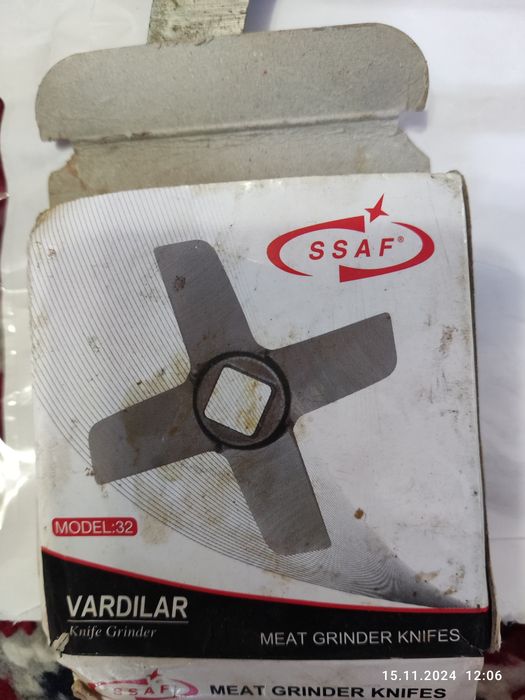 SSAF®
MODEL:32
VARDILAR
Knife Grinder
MEAT GRINDER KNIFES
SSAF® MEAT GRINDER KNIFES
15.11.2024 12:06